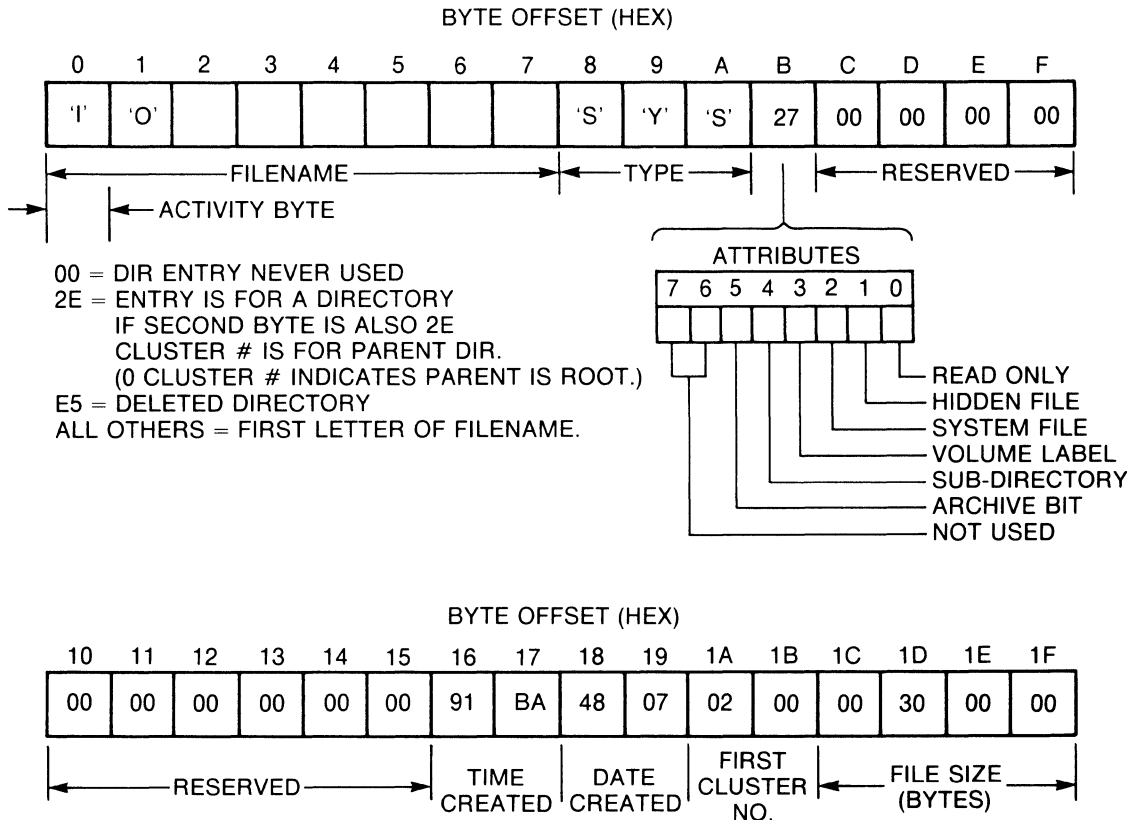 BYTE OFFSET (HEX)
0 1 2 3 4 5 6 7 8 9 A B C D E F
'I' 'O' 'S' 'Y' 'S' 27 00 00 00 00
FILENAME TYPE RESERVED
ACTIVITY BYTE
ATTRIBUTES
7 6 5 4 3 2 1 0
00 = DIR ENTRY NEVER USED
2E = ENTRY IS FOR A DIRECTORY
IF SECOND BYTE IS ALSO 2E
CLUSTER # IS FOR PARENT DIR.
(0 CLUSTER # INDICATES PARENT IS ROOT.)
E5 = DELETED DIRECTORY
ALL OTHERS = FIRST LETTER OF FILENAME.
READ ONLY
HIDDEN FILE
SYSTEM FILE
VOLUME LABEL
SUB-DIRECTORY
ARCHIVE BIT
NOT USED
BYTE OFFSET (HEX)
10 11 12 13 14 15 16 17 18 19 1A 1B 1C 1D 1E 1F
00 00 00 00 00 00 91 BA 48 07 02 00 00 30 00 00
RESERVED
TIME
CREATED
DATE
CREATED
FIRST
CLUSTER
NO.
FILE SIZE
(BYTES)